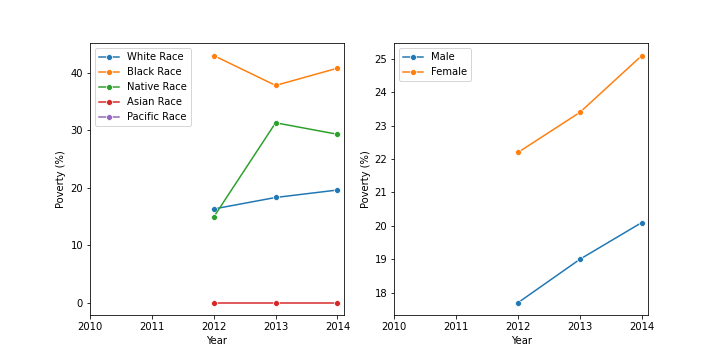 White Race
Black Race
Native Race
Asian Race
Pacific Race
40
30
20
10
0
Poverty (%)
2010 2011 2012 2013 2014
Year
Male
Female
25
24
23
22
21
20
19
18
Poverty (%)
2010 2011 2012 2013 2014
Year